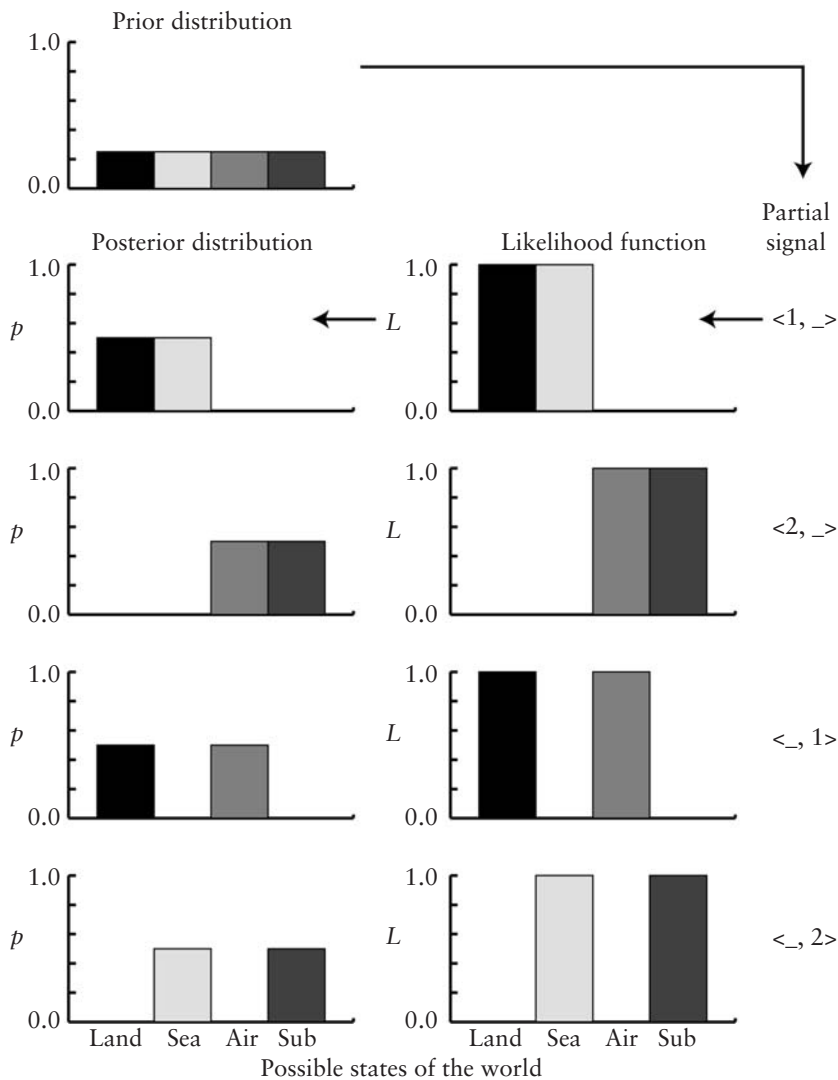 Prior distribution
1.0
0.0
Partial
signal
Posterior distribution
Likelihood function
1.0
p
0.0
1.0
L
0.0
<1, _>
1.0
p
0.0
1.0
L
0.0
<2, _>
1.0
p
0.0
1.0
L
0.0
<_, 1>
1.0
p
0.0
1.0
L
0.0
<_, 2>
Land Sea Air Sub
Land Sea Air Sub
Possible states of the world